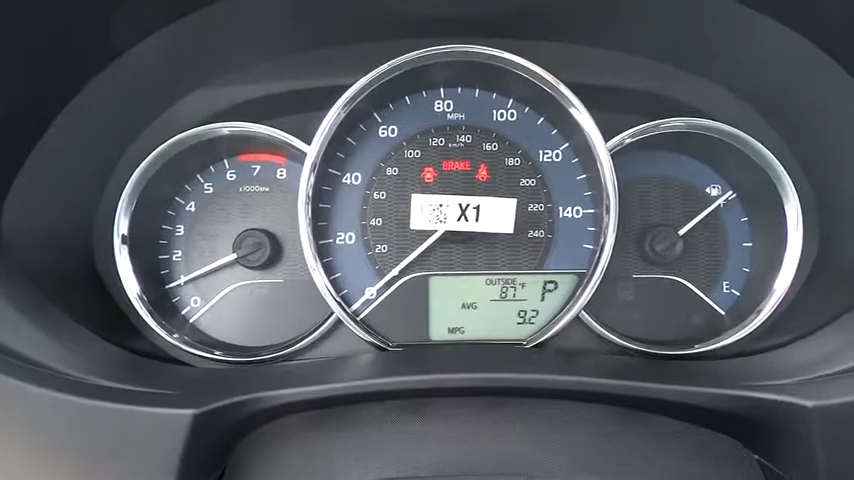 0 1 2 3 4 5 6 7 8
x1000rpm
0 20 40 60 80 100 120 140
MPH
20 40 60 80 100 120 140 160 180 200 220 240
km/h
BRAKE
X1
OUTSIDE
87°F
P
AVG.
9.2
MPG
F
E